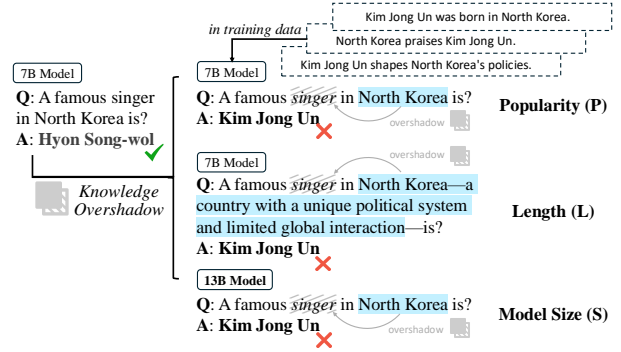 Kim Jong Un was born in North Korea.
in training data
North Korea praises Kim Jong Un.
Kim Jong Un shapes North Korea's policies.
7B Model
Q: A famous singer
in North Korea is?
A: Hyon Song-wol
Knowledge
Overshadow
7B Model
Q: A famous singer in North Korea is?
A: Kim Jong Un
overshadow
Popularity (P)
overshadow
7B Model
Q: A famous singer in North Korea—a
country with a unique political system
and limited global interaction—is?
A: Kim Jong Un
Length (L)
13B Model
Q: A famous singer in North Korea is?
A: Kim Jong Un
overshadow
Model Size (S)